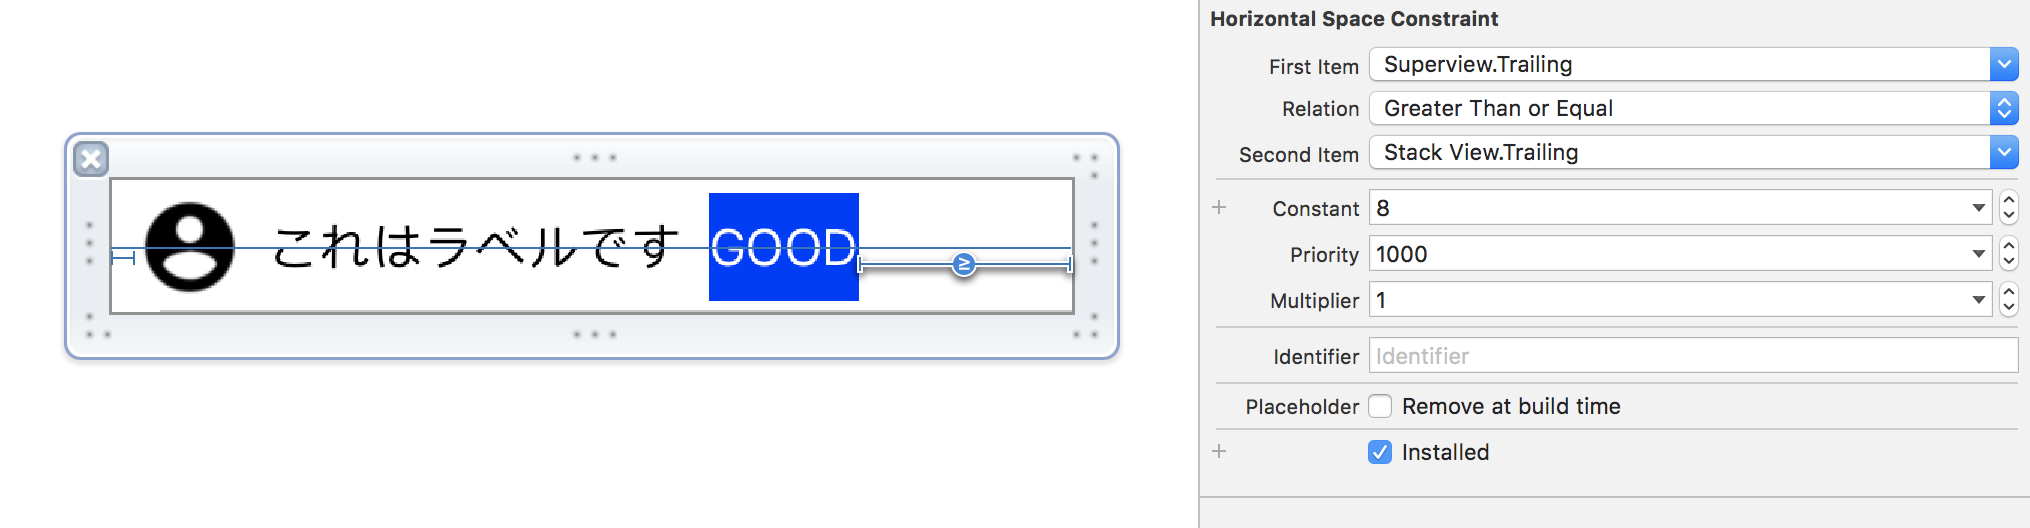 これはラベルです GOOD
≥
Horizontal Space Constraint
First Item Superview.Trailing
Relation Greater Than or Equal
Second Item Stack View.Trailing
+ Constant 8
Priority 1000
Multiplier 1
Identifier Identifier
Placeholder Remove at build time
+ Installed